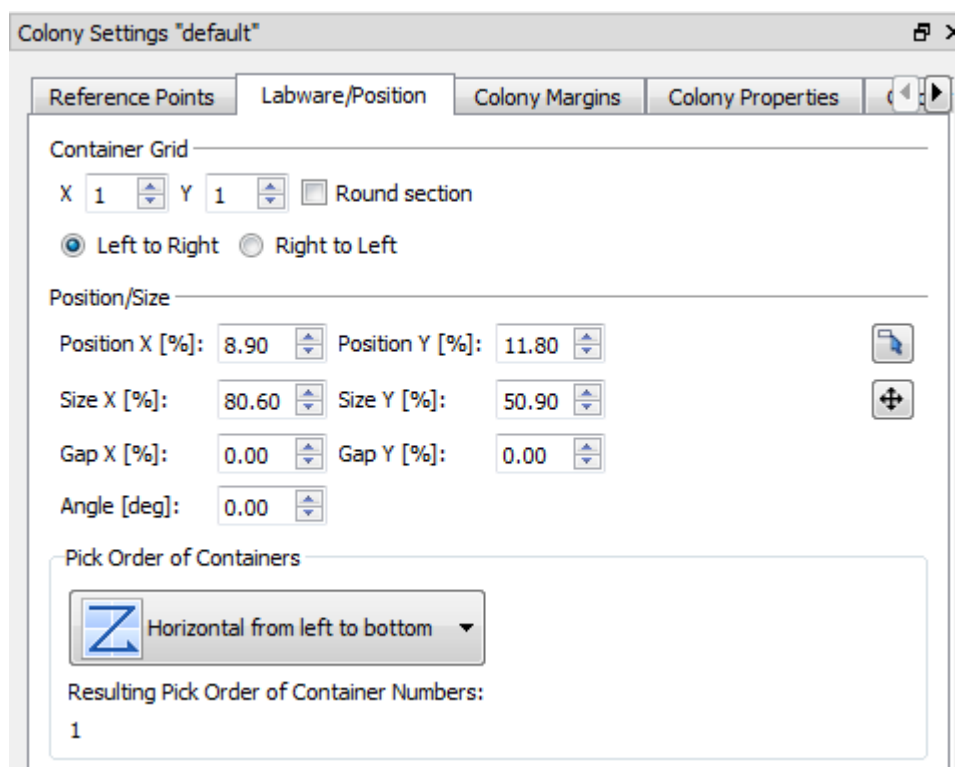 Colony Settings "default"
Reference Points Labware/Position Colony Margins Colony Properties
Container Grid
X 1 Y 1 Round section
Left to Right Right to Left
Position/Size
Position X [%]: 8.90 Position Y [%]: 11.80
Size X [%]: 80.60 Size Y [%]: 50.90
Gap X [%]: 0.00 Gap Y [%]: 0.00
Angle [deg]: 0.00
Pick Order of Containers
Horizontal from left to bottom
Resulting Pick Order of Container Numbers:
1